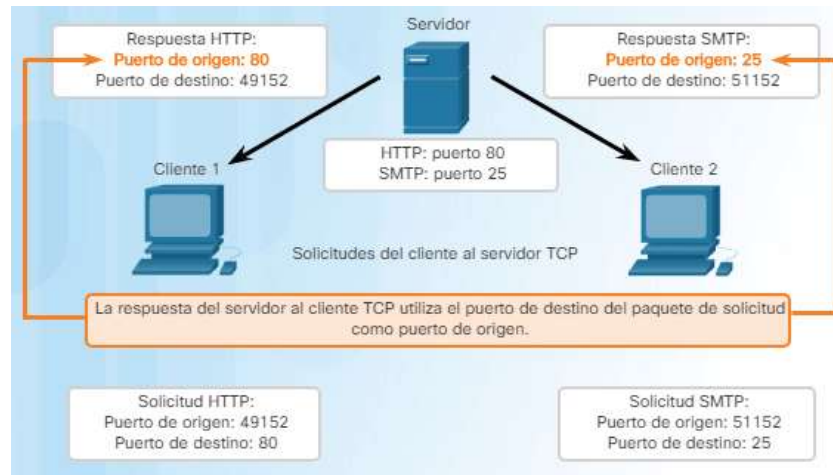 Servidor
Respuesta HTTP:
Puerto de origen: 80
Puerto de destino: 49152
Respuesta SMTP:
Puerto de origen: 25
Puerto de destino: 51152
HTTP: puerto 80
SMTP: puerto 25
Cliente 1
Cliente 2
Solicitudes del cliente al servidor TCP
La respuesta del servidor al cliente TCP utiliza el puerto de destino del paquete de solicitud
como puerto de origen.
Solicitud HTTP:
Puerto de origen: 49152
Puerto de destino: 80
Solicitud SMTP:
Puerto de origen: 51152
Puerto de destino: 25